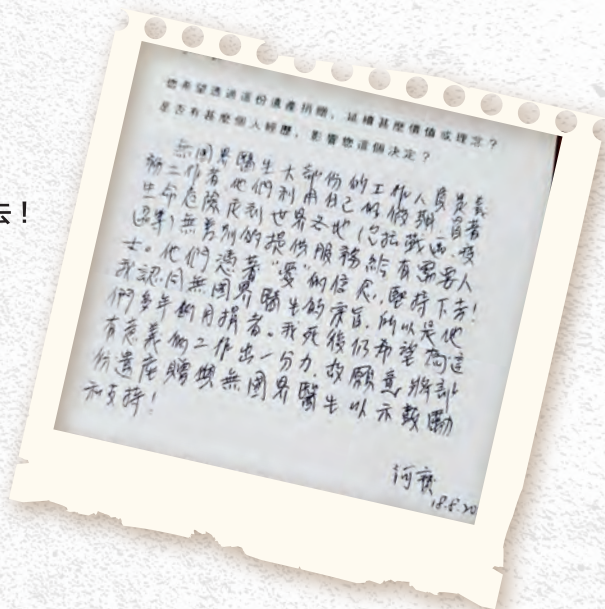 去！
您希望透過這份遺產捐贈，延續甚麼價值或理念？
是否有甚麼個人經歷，影響您這個決定？
無國界醫生大部份的工作人員是義
務工作者他們利用自己的假期冒著
生命危險走到世界各地（包括戰區，疫
區等）無分別的提供服務給有需要人
士。他們憑著“愛”的信念，堅持下去！
我認同無國界醫生的宗旨，所以是他
們多年的月捐者。我死後仍希望為這
有意義的工作出一分力，故願意將部
份遺產贈與無國界醫生以示鼓勵
和支持！
18.8.20